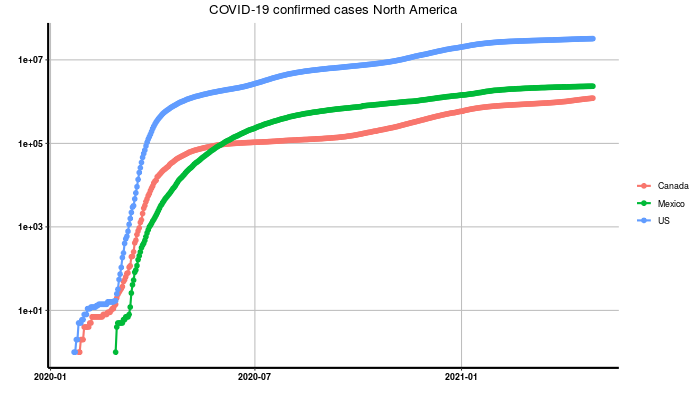 COVID-19 confirmed cases North America
1e+07
1e+05
1e+03
1e+01
2020-01
2020-07
2021-01
Canada
Mexico
US